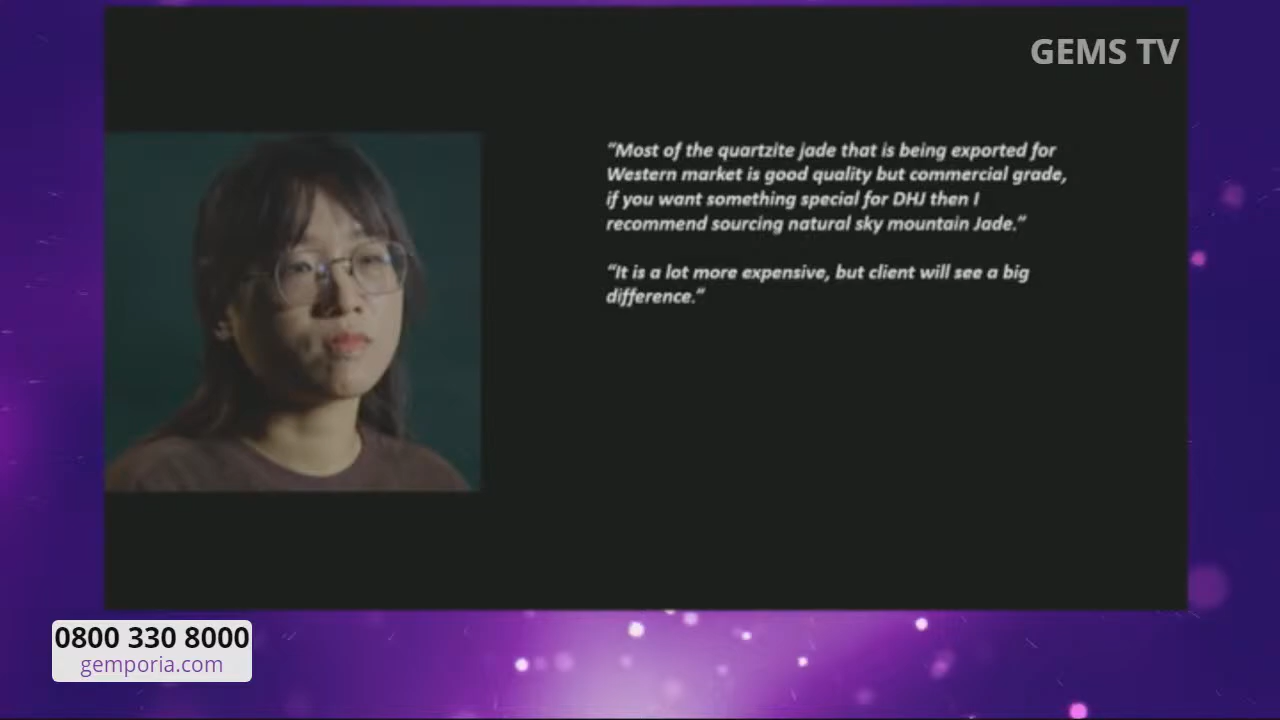 GEMS TV
“Most of the quartzite jade that is being exported for
Western market is good quality but commercial grade,
if you want something special for DHJ then I
recommend sourcing natural sky mountain Jade.”
“It is a lot more expensive, but client will see a big
difference.”
0800 330 8000
gemporia.com